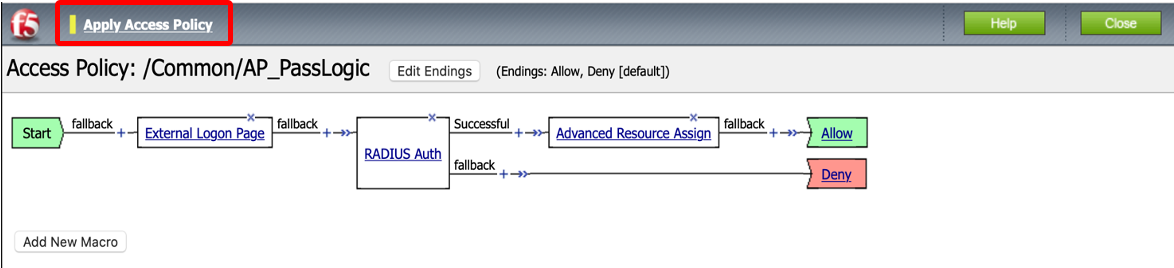 f5 Apply Access Policy Help Close
Access Policy: /Common/AP_PassLogic Edit Endings (Endings: Allow, Deny [default])
Start fallback + External Logon Page x fallback + RADIUS Auth x Successful + Advanced Resource Assign x fallback + Allow
fallback + Deny
Add New Macro